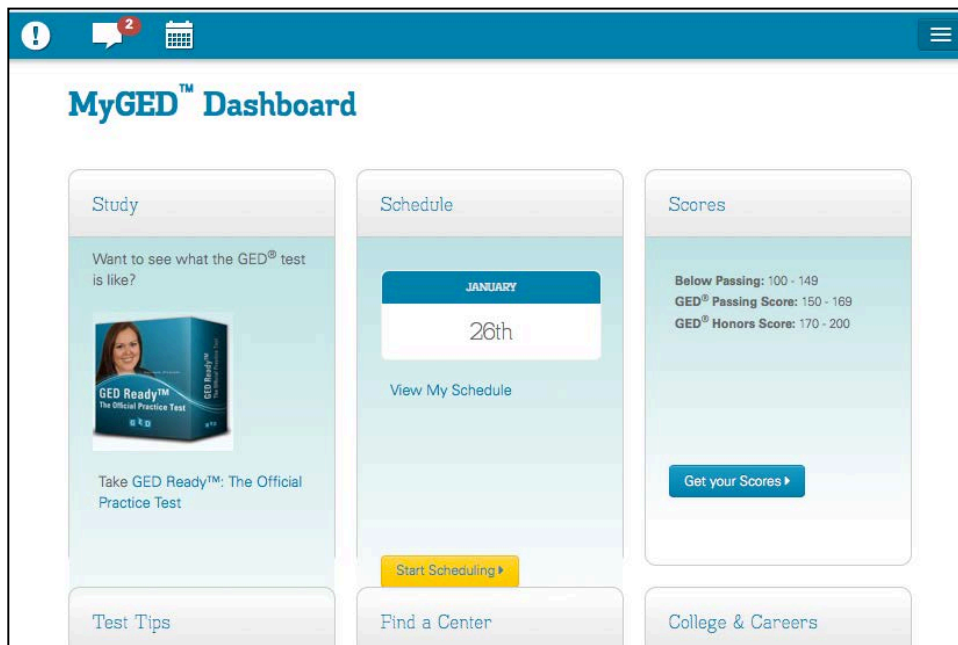 2
MyGED™ Dashboard
Study
Want to see what the GED® test
is like?
GED Ready™
The Official Practice Test
GED
GED Ready™
Take GED Ready™: The Official
Practice Test
Schedule
JANUARY
26th
View My Schedule
Start Scheduling
Scores
Below Passing: 100 - 149
GED® Passing Score: 150 - 169
GED® Honors Score: 170 - 200
Get your Scores
Test Tips
Find a Center
College & Careers